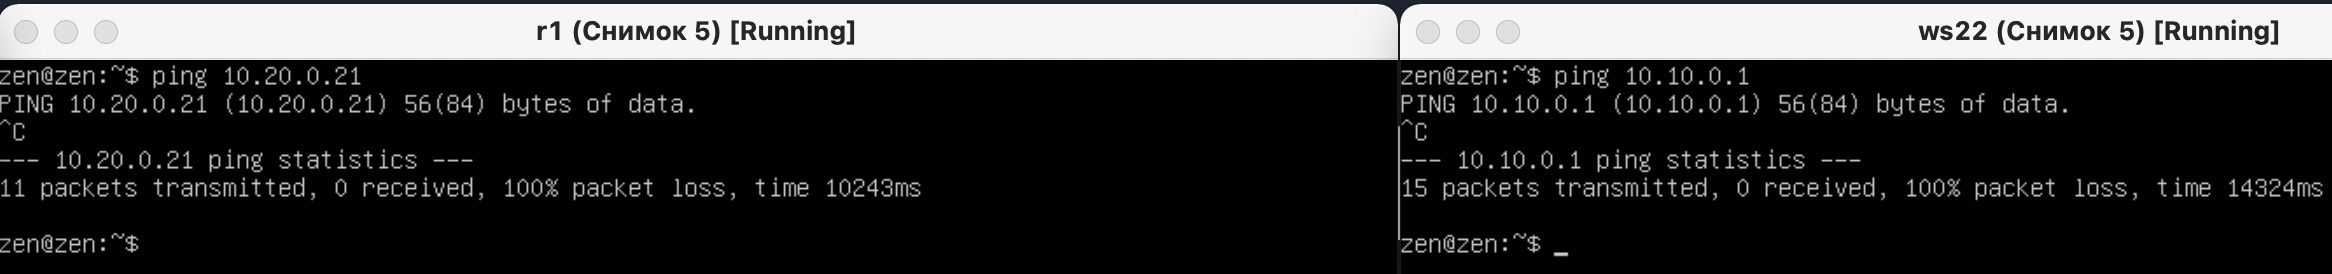 r1 (Снимок 5) [Running]
zen@zen:~$ ping 10.20.0.21
PING 10.20.0.21 (10.20.0.21) 56(84) bytes of data.
^C
--- 10.20.0.21 ping statistics ---
11 packets transmitted, 0 received, 100% packet loss, time 10243ms
zen@zen:~$
ws22 (Снимок 5) [Running]
zen@zen:~$ ping 10.10.0.1
PING 10.10.0.1 (10.10.0.1) 56(84) bytes of data.
^C
--- 10.10.0.1 ping statistics ---
15 packets transmitted, 0 received, 100% packet loss, time 14324ms
zen@zen:~$ _